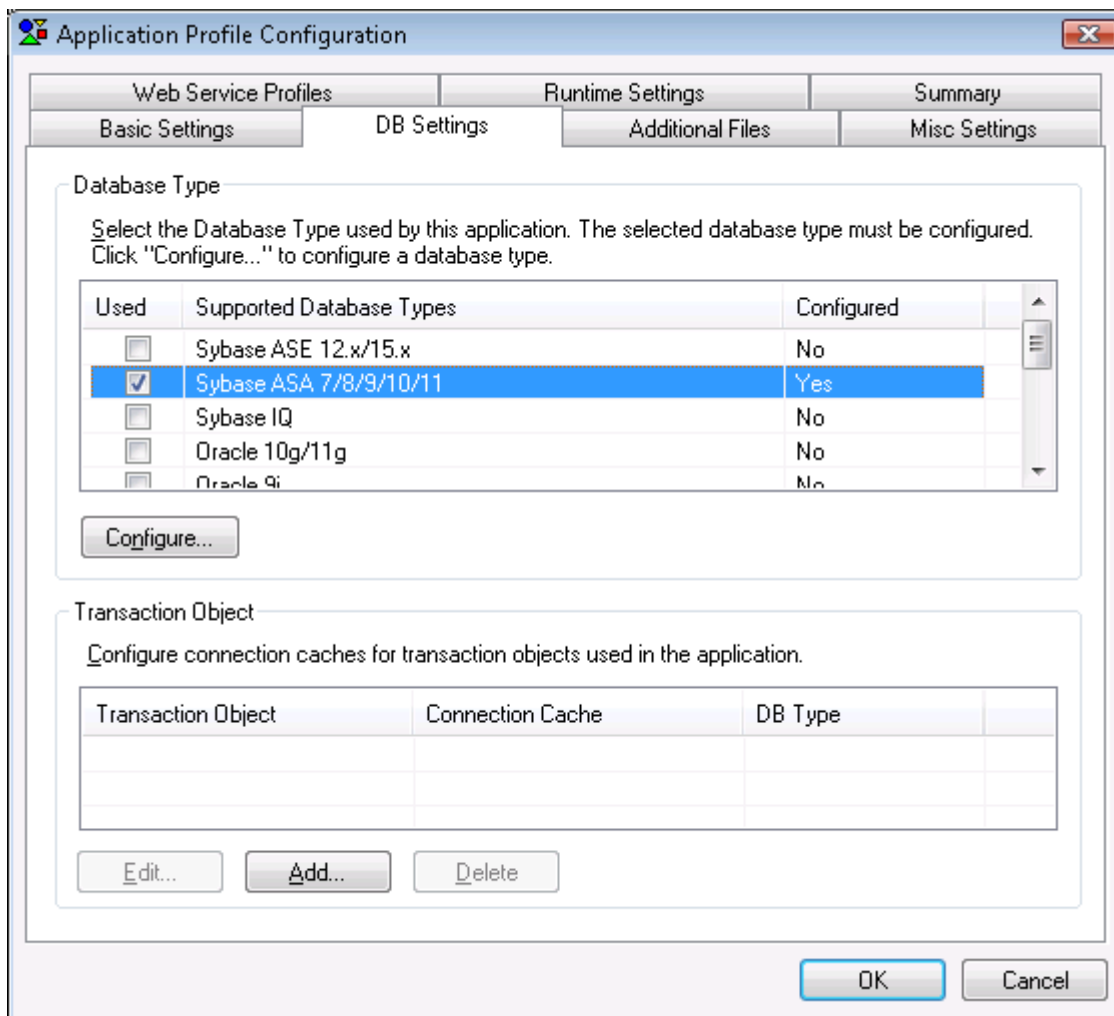 Application Profile Configuration
Web Service Profiles Runtime Settings Summary
Basic Settings DB Settings Additional Files Misc Settings
Database Type
Select the Database Type used by this application. The selected database type must be configured.
Click "Configure..." to configure a database type.
Used Supported Database Types Configured
Sybase ASE 12.x/15.x No
Sybase ASA 7/8/9/10/11 Yes
Sybase IQ No
Oracle 10g/11g No
Oracle 9i No
Configure...
Transaction Object
Configure connection caches for transaction objects used in the application.
Transaction Object Connection Cache DB Type
Edit... Add... Delete
OK Cancel